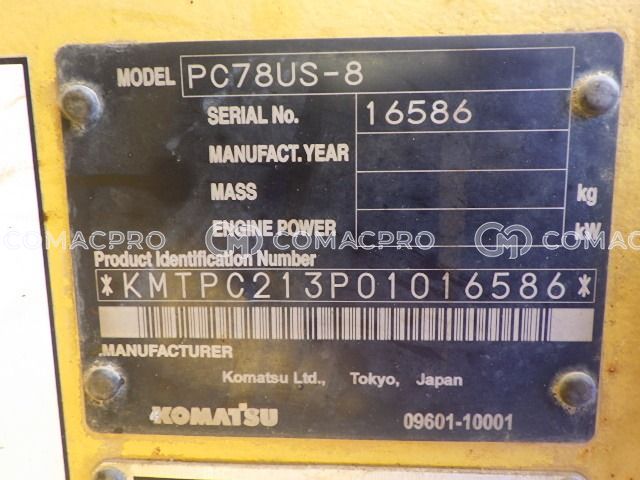 MODEL PC78US-8
SERIAL No. 16586
MANUFACT. YEAR
MASS kg
ENGINE POWER kW
COMACPRO COMACPRO COMACPRO
Product Identification Number
*KMTPC213P01016586*
.MANUFACTURER
Komatsu Ltd., Tokyo, Japan
KOMATSU 09601-10001